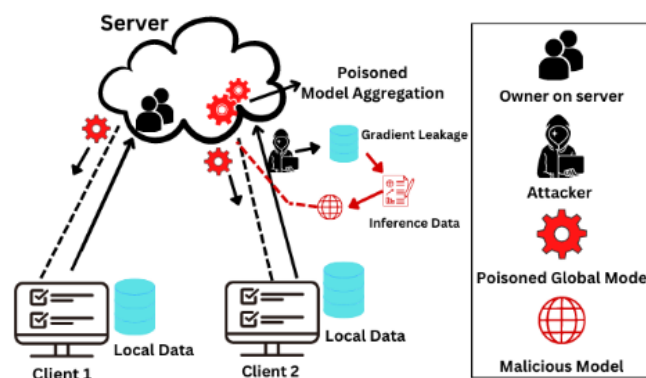 Server
Poisoned
Model Aggregation
Gradient Leakage
Inference Data
Local Data
Client 1
Local Data
Client 2
Owner on server
Attacker
Poisoned Global Model
Malicious Model